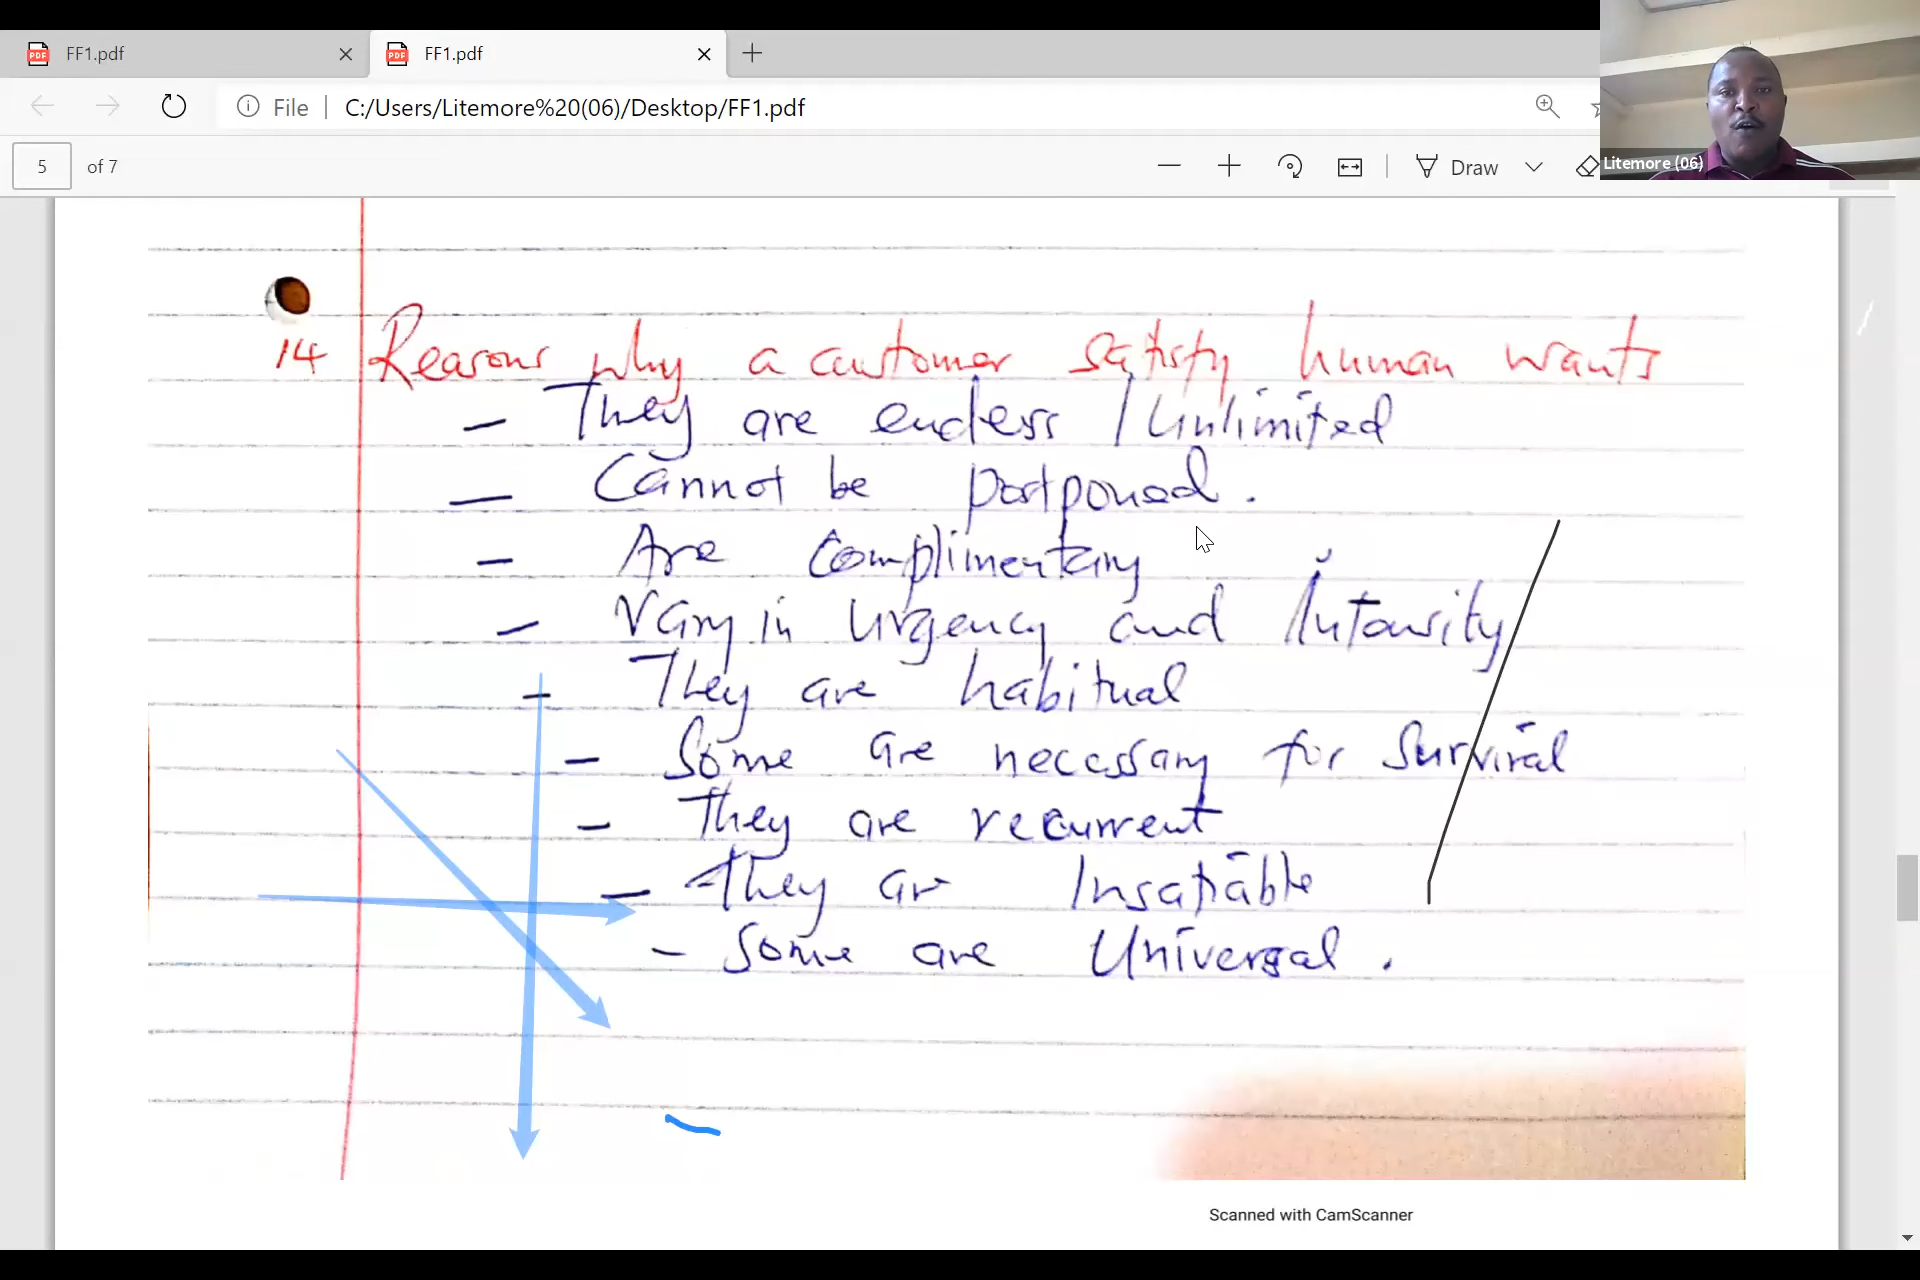 FF1.pdf
FF1.pdf
File
C:/Users/Litemore%20(06)/Desktop/FF1.pdf
5 of 7
Draw
Litemore (06)
14 Reasons why a customer satisfy human wants
- They are endless / Unlimited
- Cannot be postponed.
- Are complimentary
- Vary in urgency and Intensity
- They are habitual
- Some are necessary for survival
- They are recurrent
- They are Insatiable
- Some are Universal.
Scanned with CamScanner